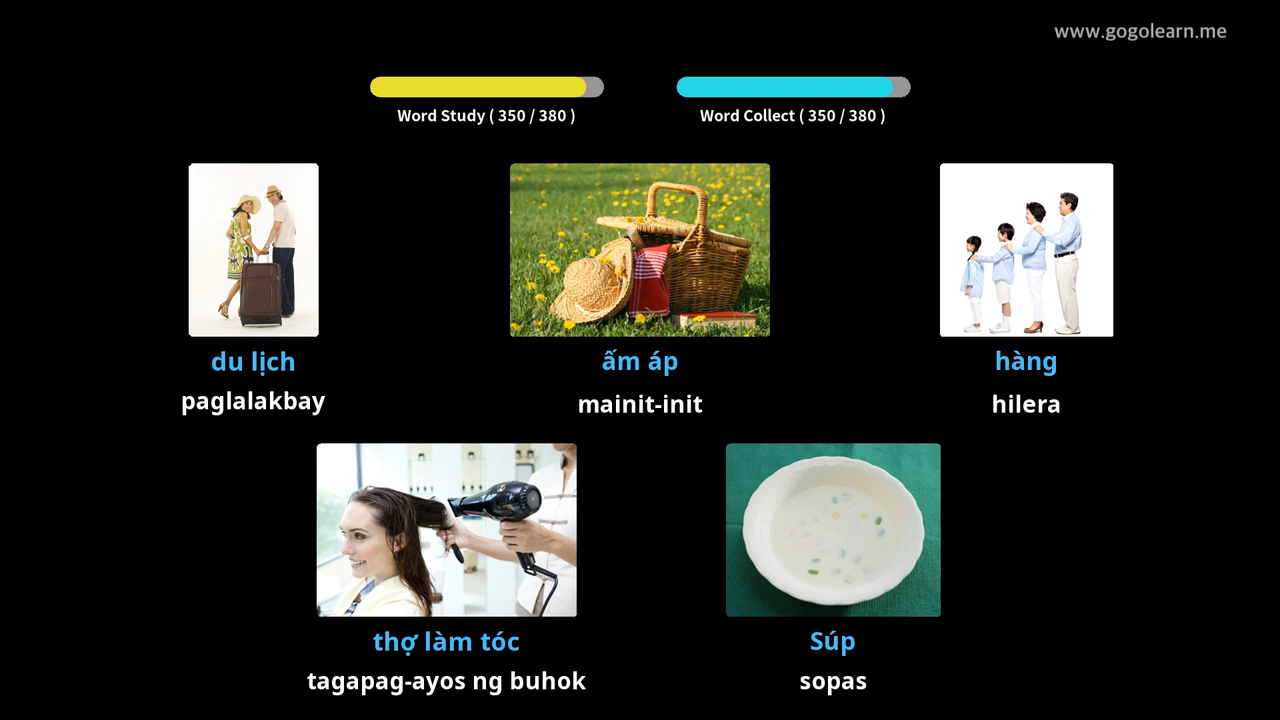 www.gogolearn.me
Word Study ( 350 / 380 )
Word Collect ( 350 / 380 )
du lịch
paglalakbay
ấm áp
mainit-init
hàng
hilera
thợ làm tóc
tagapag-ayos ng buhok
Súp
sopas